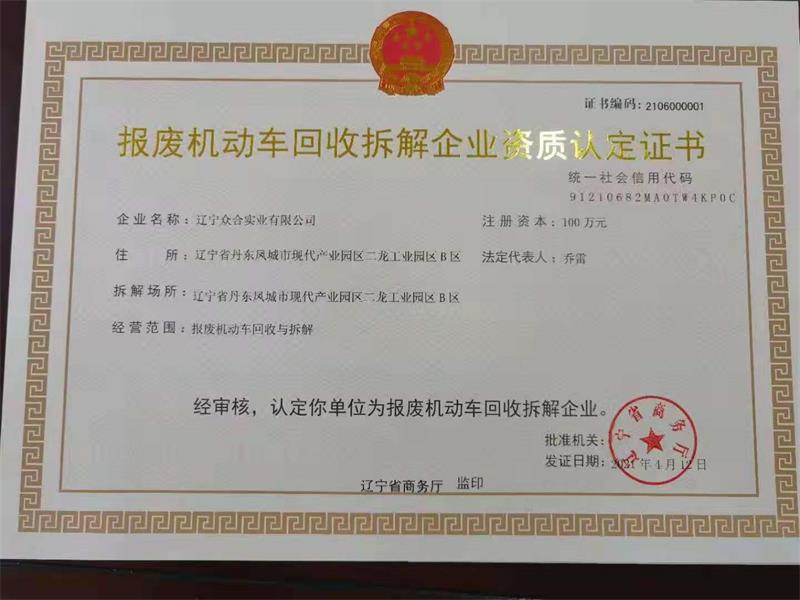 证书编码：2106000001
报废机动车回收拆解企业资质认定证书
统一社会信用代码
91210682MA0TW4KP0C
企业名称：辽宁众合实业有限公司 注册资本：100万元
住 所：辽宁省丹东凤城市现代产业园区二龙工业园区B区 法定代表人：乔雷
拆解场所：辽宁省丹东凤城市现代产业园区二龙工业园区B区
经营范围：报废机动车回收与拆解
经审核，认定你单位为报废机动车回收拆解企业。
批准机关：
发证日期：2021年4月12日
辽宁省商务厅
辽宁省商务厅 监印